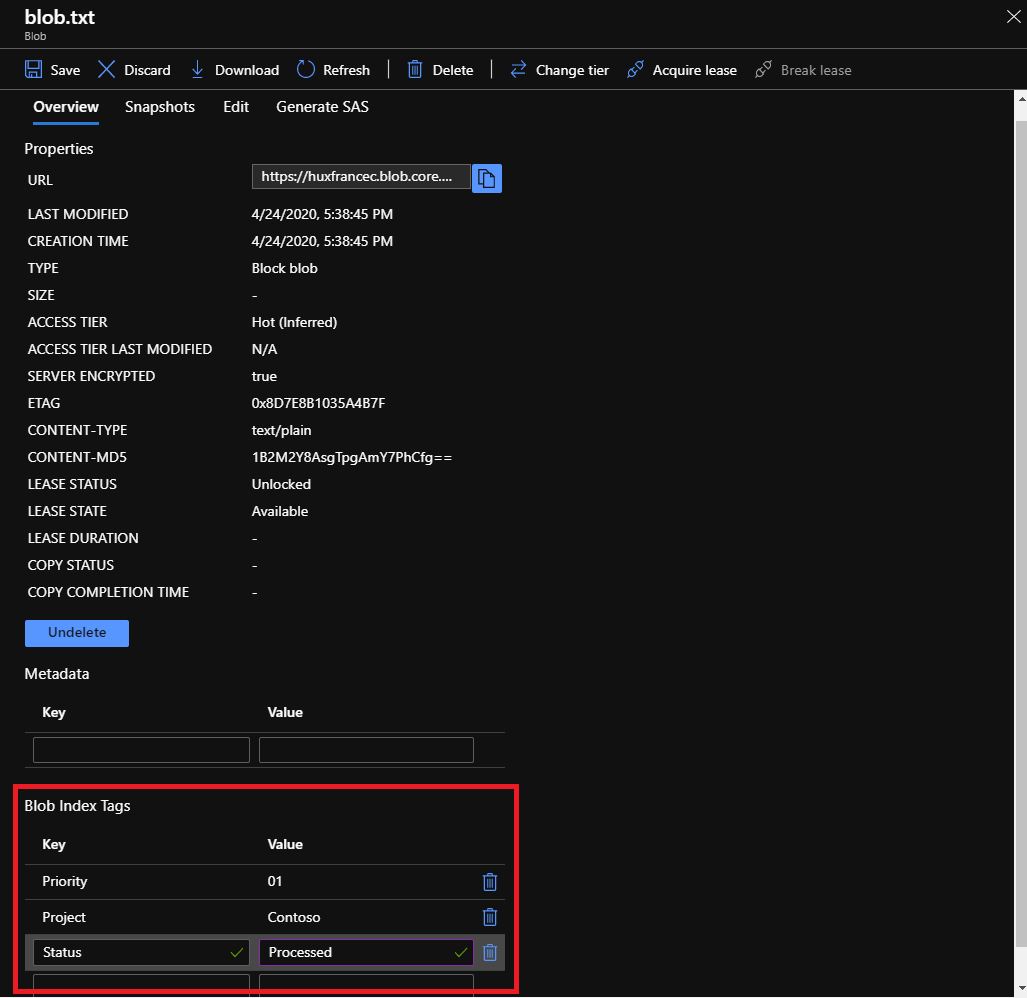 blob.txt
Blob
Save Discard Download Refresh Delete Change tier Acquire lease Break lease
Overview Snapshots Edit Generate SAS
Properties
URL https://huxfrancec.blob.core....
LAST MODIFIED 4/24/2020, 5:38:45 PM
CREATION TIME 4/24/2020, 5:38:45 PM
TYPE Block blob
SIZE -
ACCESS TIER Hot (Inferred)
ACCESS TIER LAST MODIFIED N/A
SERVER ENCRYPTED true
ETAG 0x8D7E8B1035A4B7F
CONTENT-TYPE text/plain
CONTENT-MD5 1B2M2Y8AsgTpgAmY7PhCfg==
LEASE STATUS Unlocked
LEASE STATE Available
LEASE DURATION -
COPY STATUS -
COPY COMPLETION TIME -
Undelete
Metadata
Key Value
Blob Index Tags
Key Value
Priority 01
Project Contoso
Status Processed